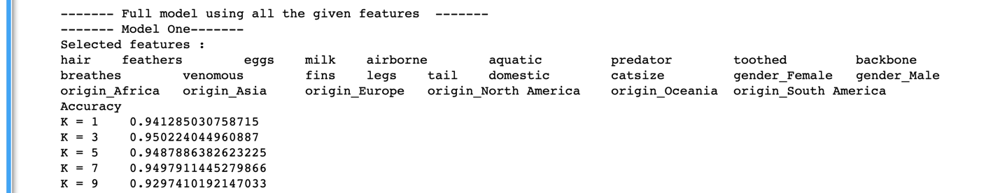 ------- Full model using all the given features  -------
------- Model One-------
Selected features :
hair    feathers        eggs    milk    airborne        aquatic         predator        toothed         backbone
breathes        venomous        fins    legs    tail    domestic        catsize         gender_Female   gender_Male
origin_Africa   origin_Asia     origin_Europe   origin_North America    origin_Oceania  origin_South America
Accuracy
K = 1    0.941285030758715
K = 3    0.950224044960887
K = 5    0.9487886382623225
K = 7    0.9497911445279866
K = 9    0.9297410192147033